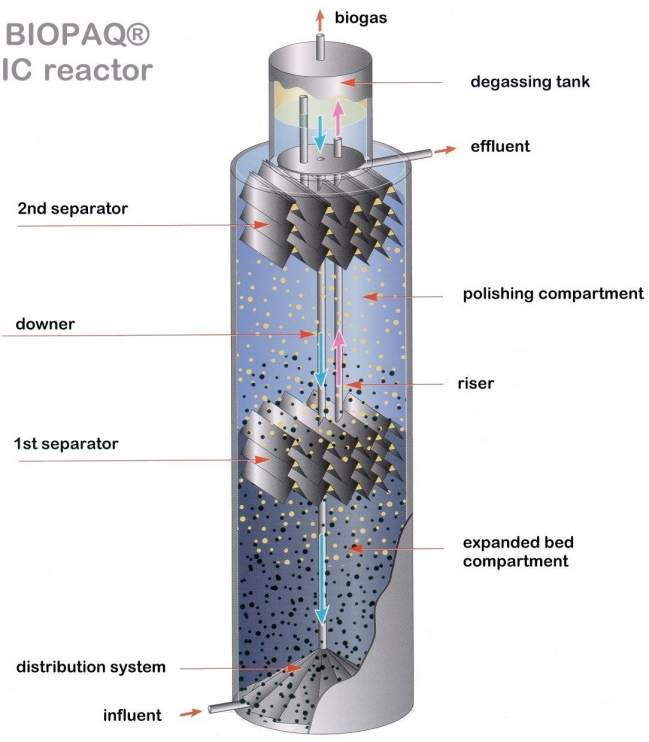 biogas
BIOPAQ®
IC reactor
degassing tank
effluent
2nd separator
polishing compartment
downer
riser
1st separator
expanded bed
compartment
distribution system
influent